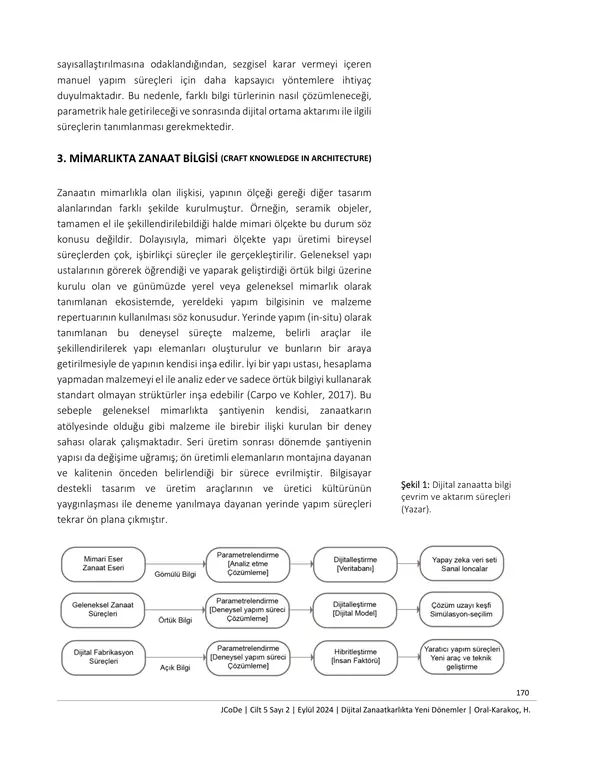 sayısallaştırılmasına odaklandığından, sezgisel karar vermeyi içeren
manuel yapım süreçleri için daha kapsayıcı yöntemlere ihtiyaç
duyulmaktadır. Bu nedenle, farklı bilgi türlerinin nasıl çözümleneceği,
parametrik hale getirileceği ve sonrasında dijital ortama aktarımı ile ilgili
süreçlerin tanımlanması gerekmektedir.
3. MİMARLIKTA ZANAAT BİLGİSİ (CRAFT KNOWLEDGE IN ARCHITECTURE)
Zanaatın mimarlıkla olan ilişkisi, yapının ölçeği gereği diğer tasarım
alanlarından farklı şekilde kurulmuştur. Örneğin, seramik objeler,
tamamen el ile şekillendirilebildiği halde mimari ölçekte bu durum söz
konusu değildir. Dolayısıyla, mimari ölçekte yapı üretimi bireysel
süreçlerden çok, işbirlikçi süreçler ile gerçekleştirilir. Geleneksel yapı
ustalarının görerek öğrendiği ve yaparak geliştirdiği örtük bilgi üzerine
kurulu olan ve günümüzde yerel veya geleneksel mimarlık olarak
tanımlanan ekosistemde, yereldeki yapım bilgisinin ve malzeme
repertuarının kullanılması söz konusudur. Yerinde yapım (in-situ) olarak
tanımlanan bu deneysel süreçte malzeme, belirli araçlar ile
şekillendirilerek yapı elemanları oluşturulur ve bunların bir araya
getirilmesiyle de yapının kendisi inşa edilir. İyi bir yapı ustası, hesaplama
yapmadan malzemeyi el ile analiz eder ve sadece örtük bilgiyi kullanarak
standart olmayan strüktürler inşa edebilir (Carpo ve Kohler, 2017). Bu
sebeple geleneksel mimarlıkta şantiyenin kendisi, zanaatkarın
atölyesinde olduğu gibi malzeme ile birebir ilişki kurulan bir deney
sahası olarak çalışmaktadır. Seri üretim sonrası dönemde şantiyenin
yapısı da değişime uğramış; ön üretimli elemanların montajına dayanan
ve kalitenin önceden belirlendiği bir sürece evrilmiştir. Bilgisayar
destekli tasarım ve üretim araçlarının ve üretici kültürünün
yaygınlaşması ile deneme yanılmaya dayanan yerinde yapım süreçleri
tekrar ön plana çıkmıştır.
Şekil 1: Dijital zanaatta bilgi
çevrim ve aktarım süreçleri
(Yazar).
Mimari Eser
Zanaat Eseri
Gömülü Bilgi
Parametrelendirme
[Analiz etme
Çözümleme]
Dijitalleştirme
[Veritabanı]
Yapay zeka veri seti
Sanal loncalar
Geleneksel Zanaat
Süreçleri
Örtük Bilgi
Parametrelendirme
[Deneysel yapım süreci
Çözümleme]
Dijitalleştirme
[Dijital Model]
Çözüm uzayı keşfi
Simülasyon-seçilim
Dijital Fabrikasyon
Süreçleri
Açık Bilgi
Parametrelendirme
[Deneysel yapım süreci
Çözümleme]
Hibritleştirme
[İnsan Faktörü]
Yaratıcı yapım süreçleri
Yeni araç ve teknik
geliştirme
170
JCoDe | Cilt 5 Sayı 2 | Eylül 2024 | Dijital Zanaatkarlıkta Yeni Dönemler | Oral-Karakoç, H.